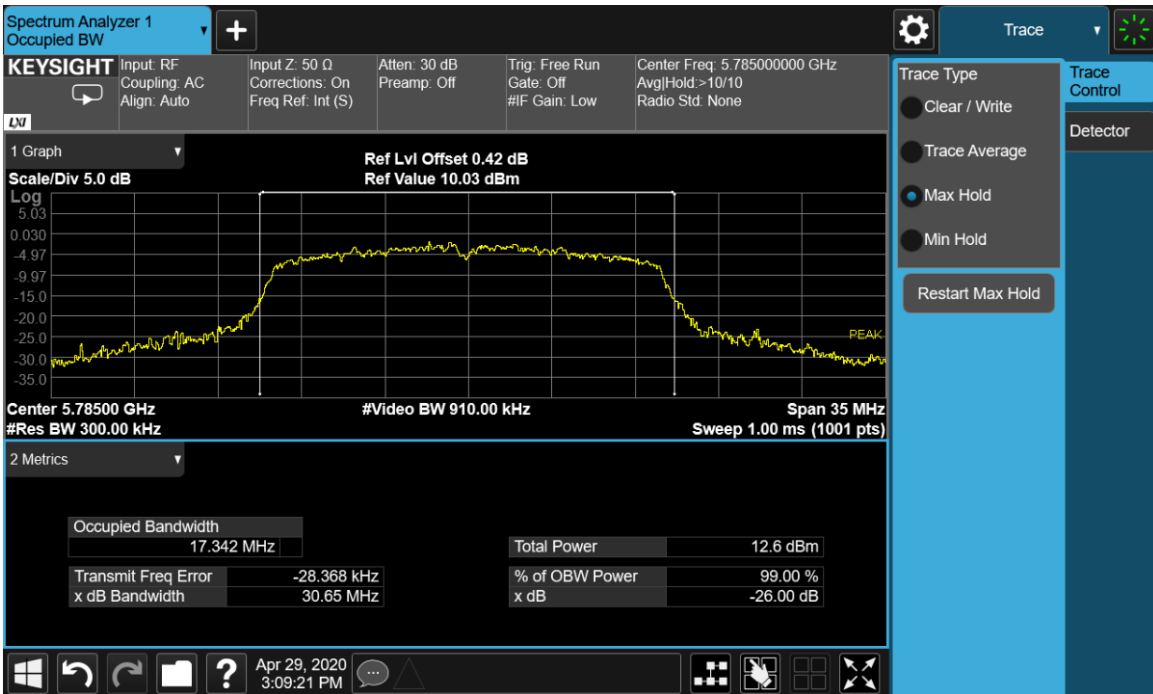 Spectrum Analyzer 1
Occupied BW
+
Trace
KEYSIGHT
LXI
Input: RF
Coupling: AC
Align: Auto
Input Z: 50 Ω
Corrections: On
Freq Ref: Int (S)
Atten: 30 dB
Preamp: Off
Trig: Free Run
Gate: Off
#IF Gain: Low
Center Freq: 5.785000000 GHz
Avg|Hold:>10/10
Radio Std: None
Trace Type
Clear / Write
Trace Average
Max Hold
Min Hold
Restart Max Hold
Trace
Control
Detector
1 Graph
Scale/Div 5.0 dB
Ref Lvl Offset 0.42 dB
Ref Value 10.03 dBm
Log
5.03
0.030
-4.97
-9.97
-15.0
-20.0
-25.0
-30.0
-35.0
PEAK
Center 5.78500 GHz
#Res BW 300.00 kHz
#Video BW 910.00 kHz
Span 35 MHz
Sweep 1.00 ms (1001 pts)
2 Metrics
Occupied Bandwidth
17.342 MHz
Total Power 12.6 dBm
Transmit Freq Error -28.368 kHz
% of OBW Power 99.00 %
x dB Bandwidth 30.65 MHz
x dB -26.00 dB
?
Apr 29, 2020
3:09:21 PM